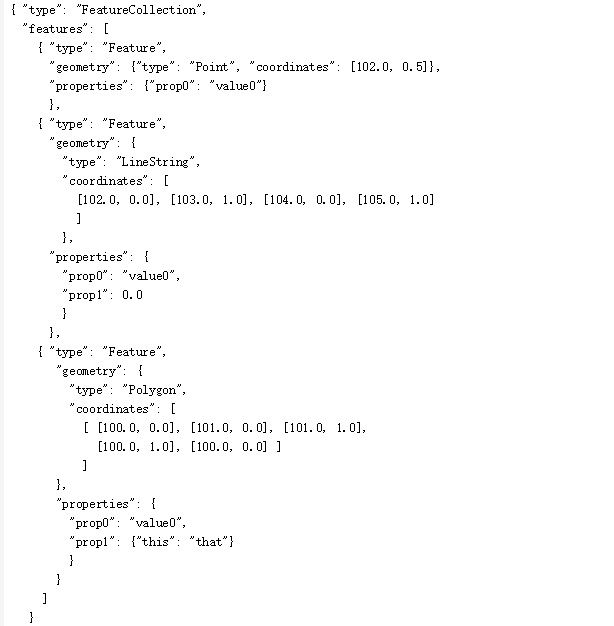 { "type": "FeatureCollection",
"features": [
{ "type": "Feature",
"geometry": {"type": "Point", "coordinates": [102.0, 0.5]},
"properties": {"prop0": "value0"}
},
{ "type": "Feature",
"geometry": {
"type": "LineString",
"coordinates": [
[102.0, 0.0], [103.0, 1.0], [104.0, 0.0], [105.0, 1.0]
]
},
"properties": {
"prop0": "value0",
"prop1": 0.0
}
},
{ "type": "Feature",
"geometry": {
"type": "Polygon",
"coordinates": [
[ [100.0, 0.0], [101.0, 0.0], [101.0, 1.0],
[100.0, 1.0], [100.0, 0.0] ]
]
},
"properties": {
"prop0": "value0",
"prop1": {"this": "that"}
}
}
]
}